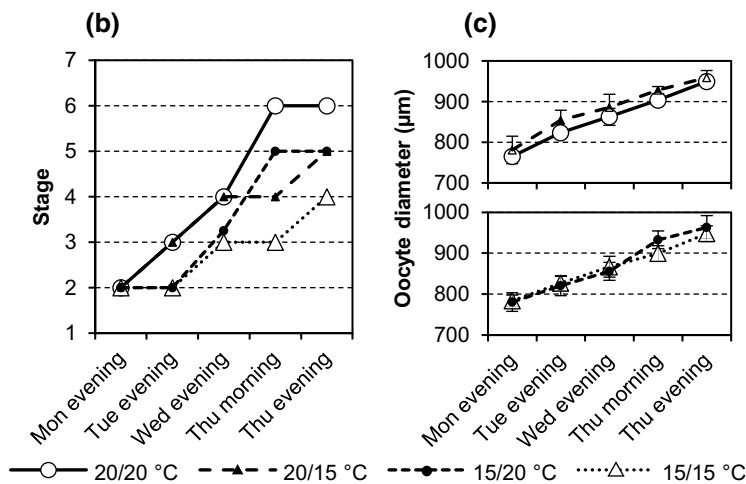 (b)
Stage
7
6
5
4
3
2
1
Mon evening
Tue evening
Wed evening
Thu morning
Thu evening
(c)
Oocyte diameter (µm)
1000
900
800
700
1000
900
800
700
Mon evening
Tue evening
Wed evening
Thu morning
Thu evening
20/20 °C 20/15 °C 15/20 °C 15/15 °C